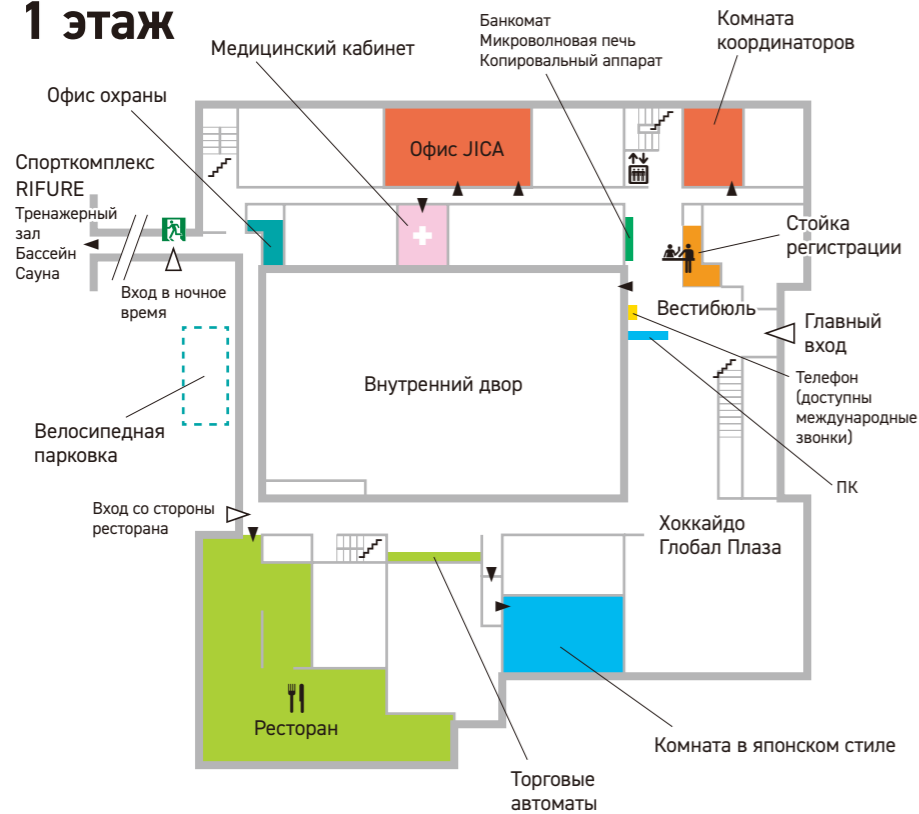 1 этаж
Медицинский кабинет
Банкомат
Микроволновая печь
Копировальный аппарат
Комната
координаторов
Офис охраны
Офис JICA
Спорткомплекс
RIFURE
Тренажерный
зал
Бассейн
Сауна
Стойка
регистрации
Вход в ночное
время
Вестибюль
Главный
вход
Внутренний двор
Телефон
(доступны
международные
звонки)
Велосипедная
парковка
ПК
Вход со стороны
ресторана
Хоккайдо
Глобал Плаза
Ресторан
Комната в японском стиле
Торговые
автоматы